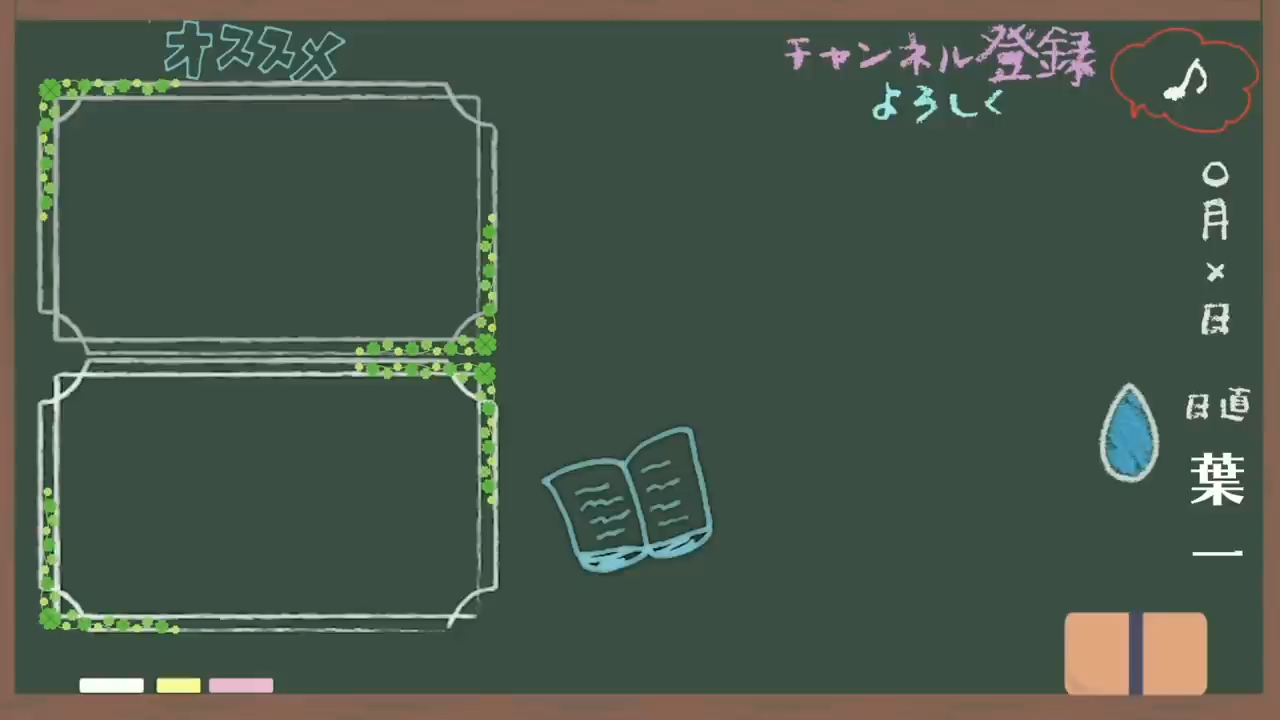 オススメ
チャンネル登録
よろしく
○月×日
日直
葉一